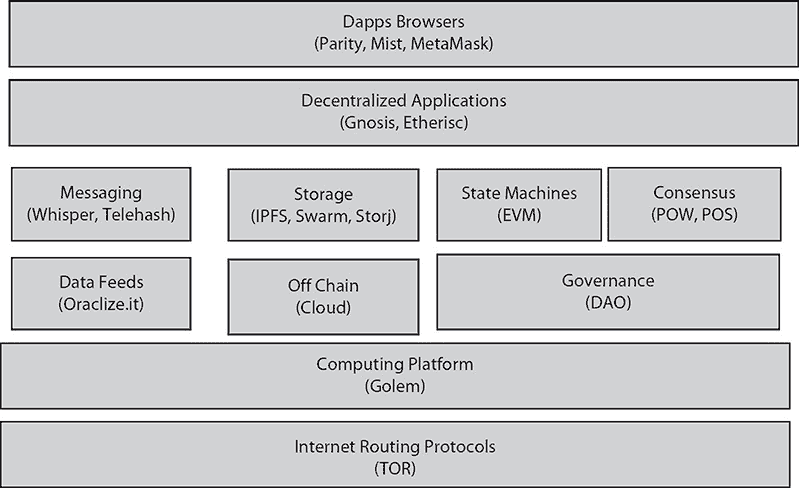 Dapps Browsers
(Parity, Mist, MetaMask)
Decentralized Applications
(Gnosis, Etherisc)
Messaging
(Whisper, Telehash)
Storage
(IPFS, Swarm, Storj)
State Machines
(EVM)
Consensus
(POW, POS)
Data Feeds
(Oraclize.it)
Off Chain
(Cloud)
Governance
(DAO)
Computing Platform
(Golem)
Internet Routing Protocols
(TOR)